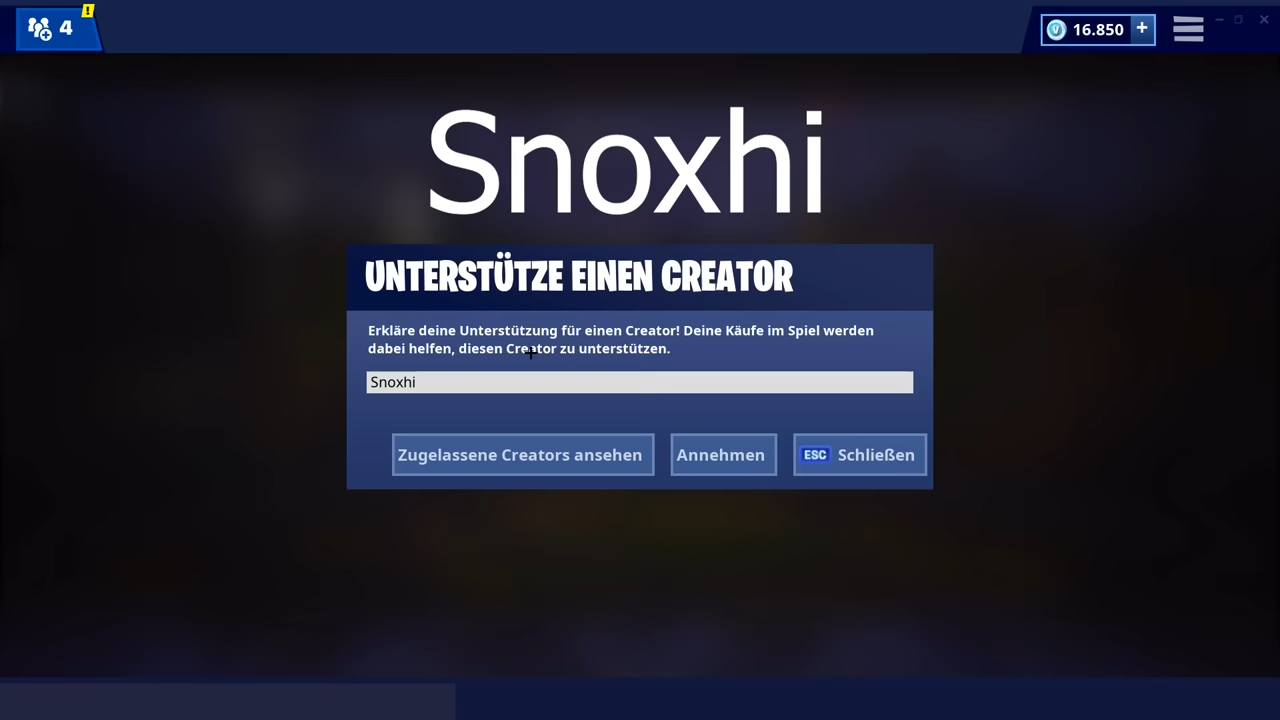 4
!
16.850 +
Snoxhi
UNTERSTÜTZE EINEN CREATOR
Erkläre deine Unterstützung für einen Creator! Deine Käufe im Spiel werden
dabei helfen, diesen Creator zu unterstützen.
Snoxhi
Zugelassene Creators ansehen
Annehmen
ESC Schließen